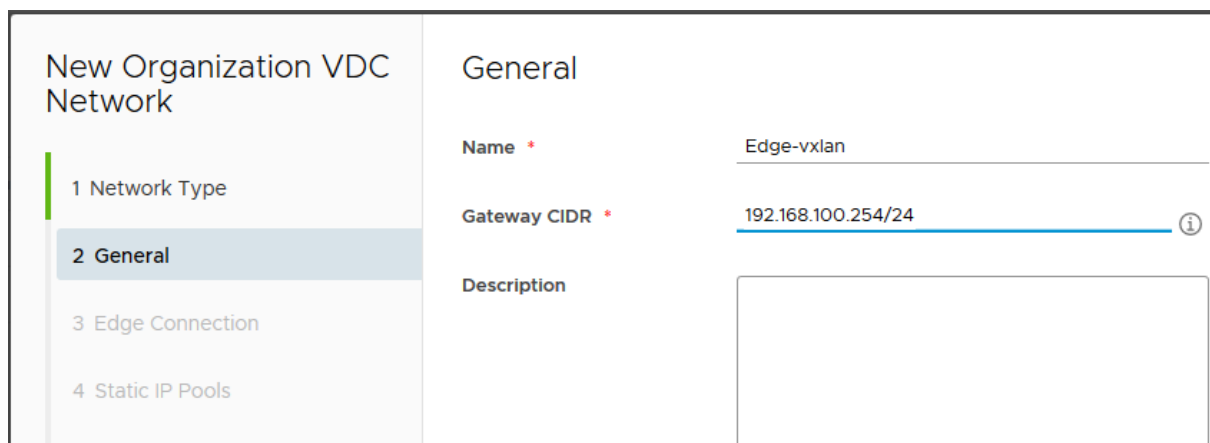 New Organization VDC
Network
1 Network Type
2 General
3 Edge Connection
4 Static IP Pools
General
Name *
Edge-vxlan
Gateway CIDR *
192.168.100.254/24
Description